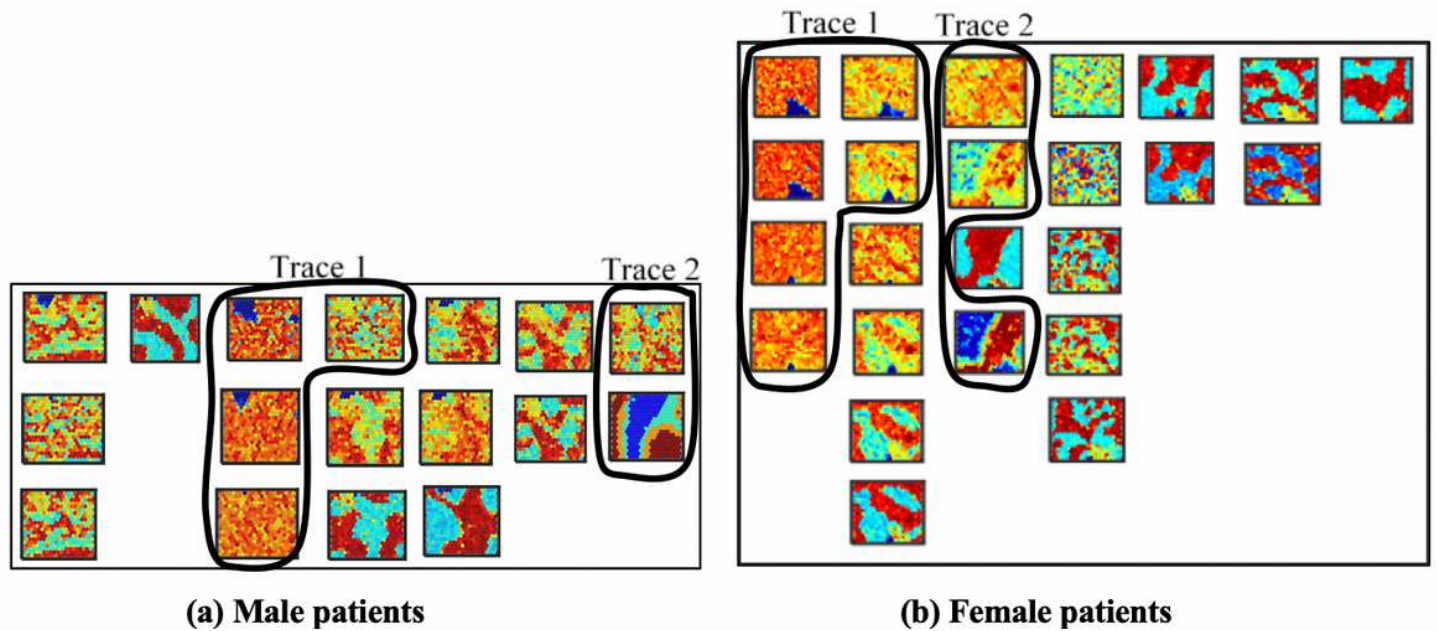 Trace 1
Trace 2
Trace 1
Trace 2
(a) Male patients
(b) Female patients